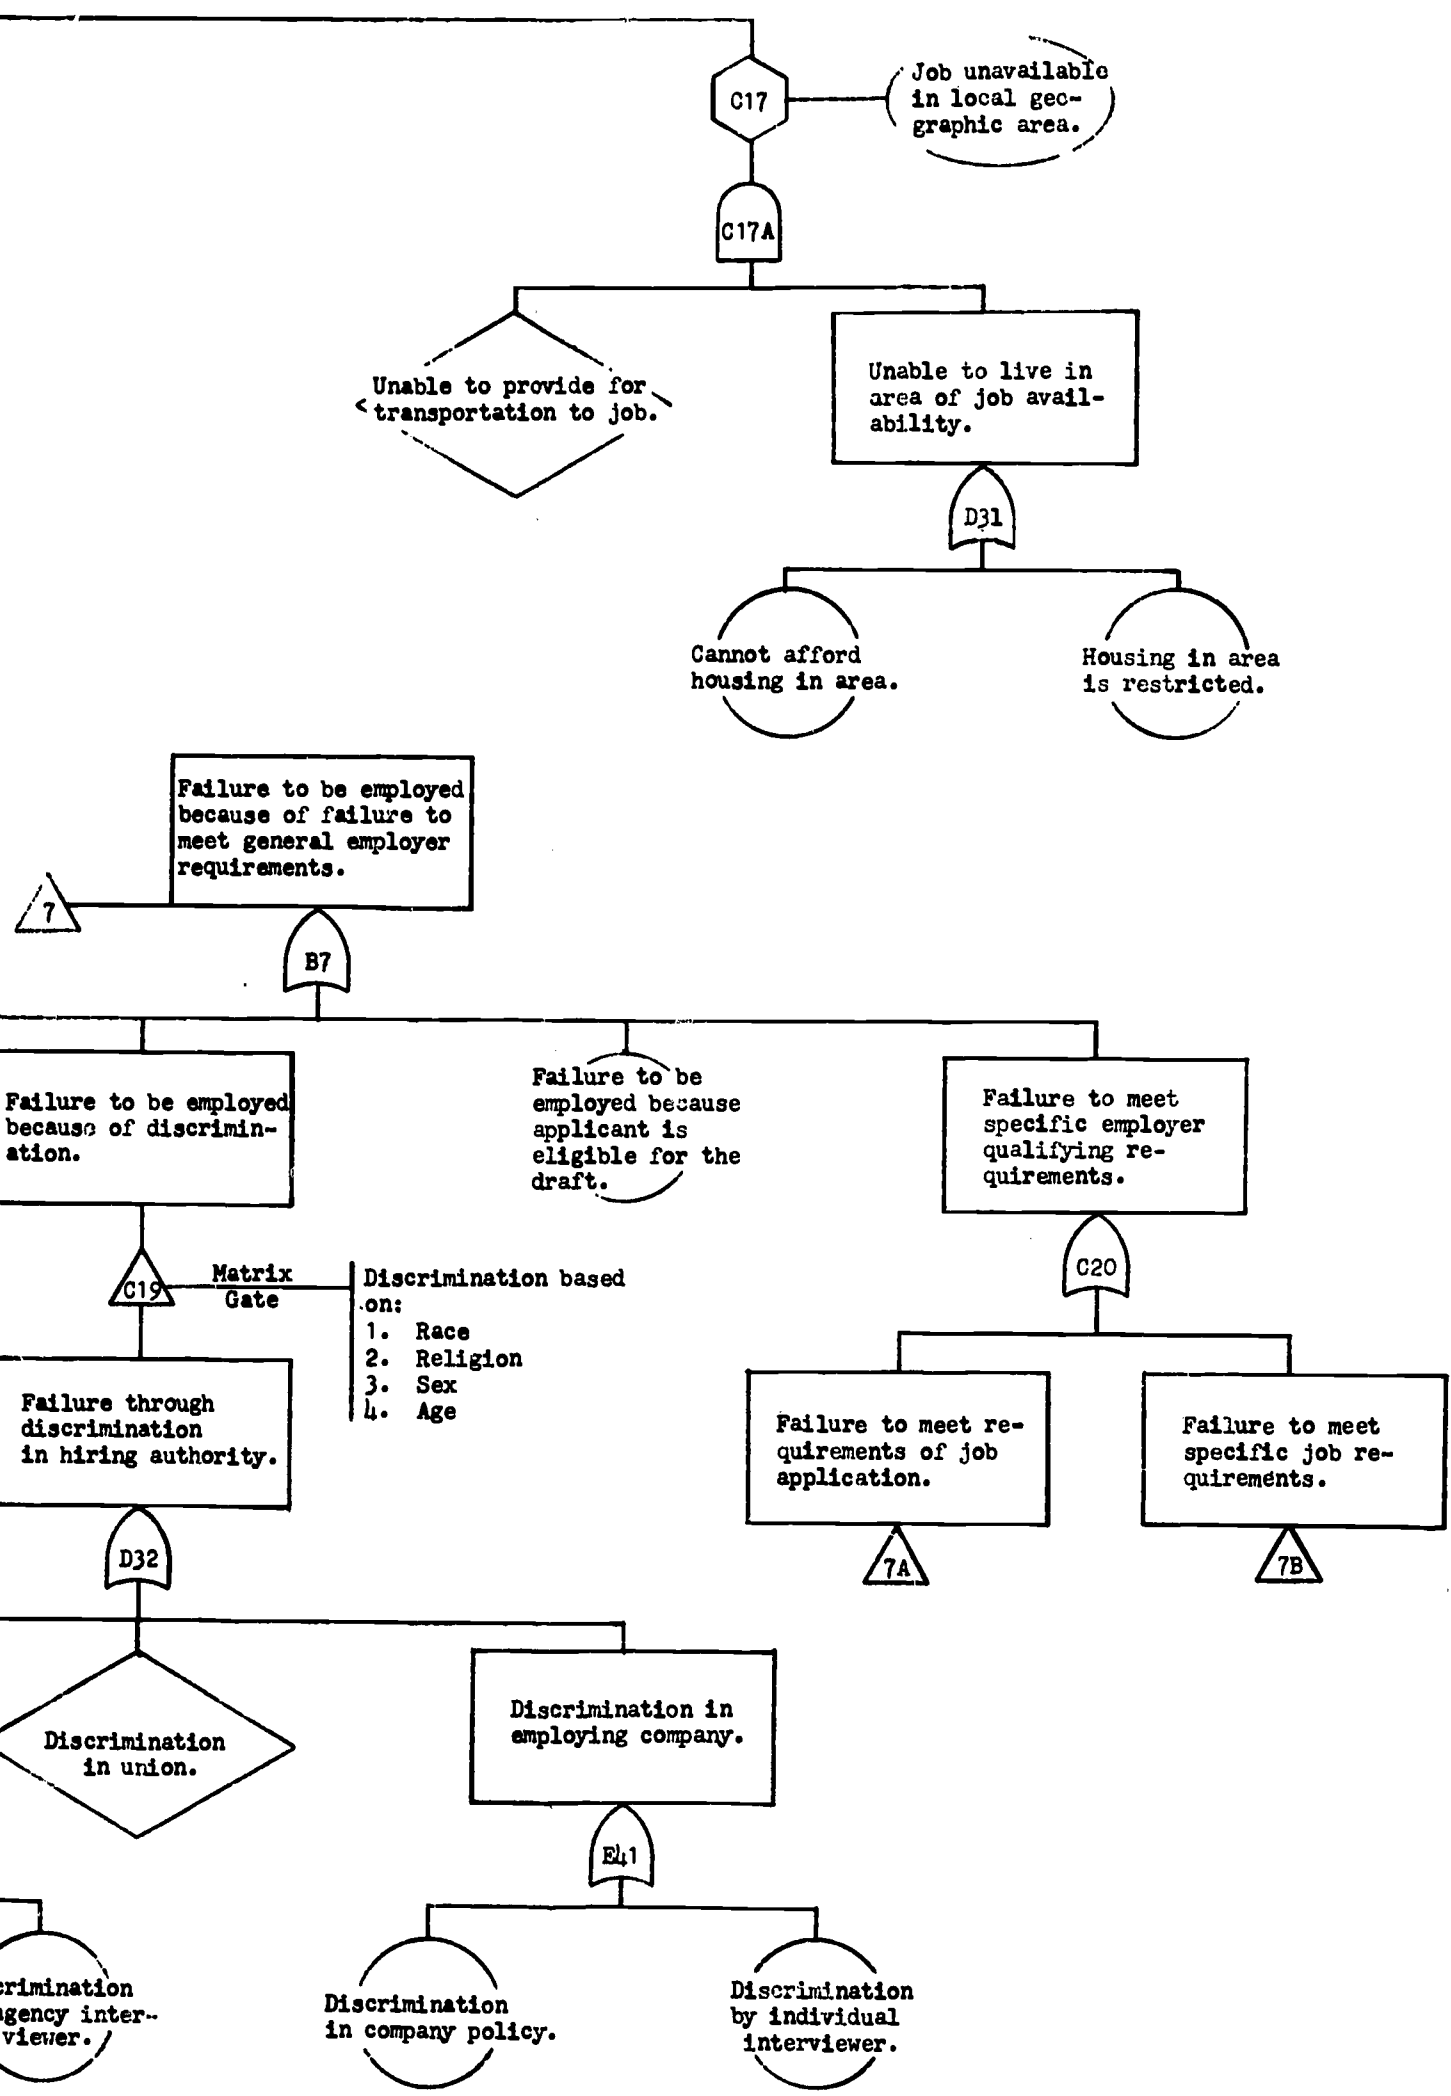 C17
Job unavailable
in local geo-
graphic area.
C17A
Unable to provide for
transportation to job.
Unable to live in
area of job avail-
ability.
D31
Cannot afford
housing in area.
Housing in area
is restricted.
Failure to be employed
because of failure to
meet general employer
requirements.
7
B7
Failure to be employed
because of discrimin-
ation.
Failure to be
employed because
applicant is
eligible for the
draft.
Failure to meet
specific employer
qualifying re-
quirements.
C19
Matrix
Gate
Discrimination based
on:
1. Race
2. Religion
3. Sex
4. Age
C20
Failure through
discrimination
in hiring authority.
Failure to meet re-
quirements of job
application.
Failure to meet
specific job re-
quirements.
D32
7A
7B
Discrimination
in union.
Discrimination in
employing company.
E41
crimination
agency inter-
viewer.
Discrimination
in company policy.
Discrimination
by individual
interviewer.